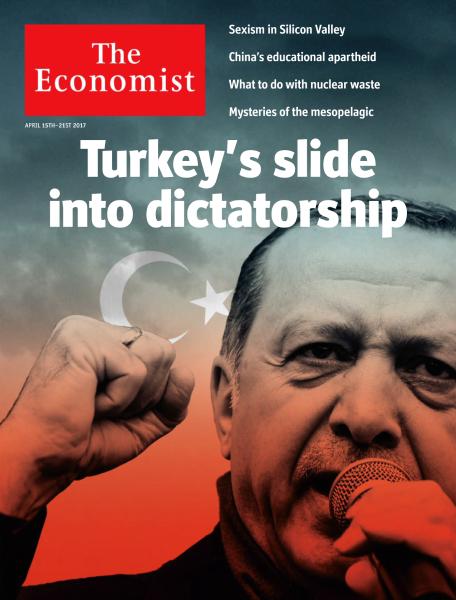 The
Economist
APRIL 15TH–21ST 2017
Sexism in Silicon Valley
China's educational apartheid
What to do with nuclear waste
Mysteries of the mesopelagic
Turkey's slide
into dictatorship